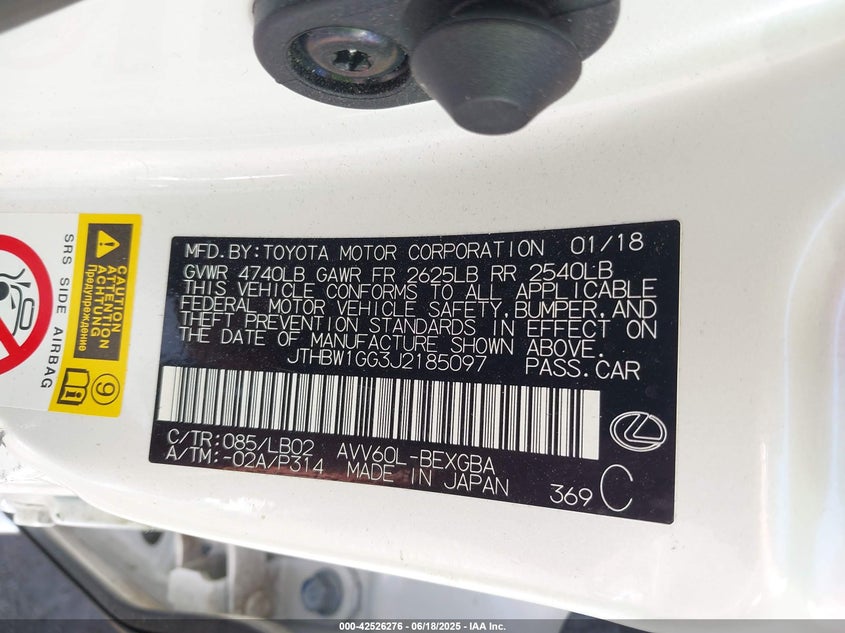 MFD.BY:TOYOTA MOTOR CORPORATION 01/18
GVWR 4740LB GAWR FR 2625LB RR 2540LB
THIS VEHICLE CONFORMS TO ALL APPLICABLE
FEDERAL MOTOR VEHICLE SAFETY,BUMPER,AND
THEFT PREVENTION STANDARDS IN EFFECT ON
THE DATE OF MANUFACTURE SHOWN ABOVE.
JTHBW1GG3J2185097 PASS.CAR
C/TR:085/LB02 AVV60L-BEXGBA
A/TM:-02A/P314 MADE IN JAPAN
369 C
SRS SIDE AIRBAG
CAUTION
ATTENTION
ACHTUNG
Предупреждение
9
000-42526276 - 06/18/2025 - IAA Inc.